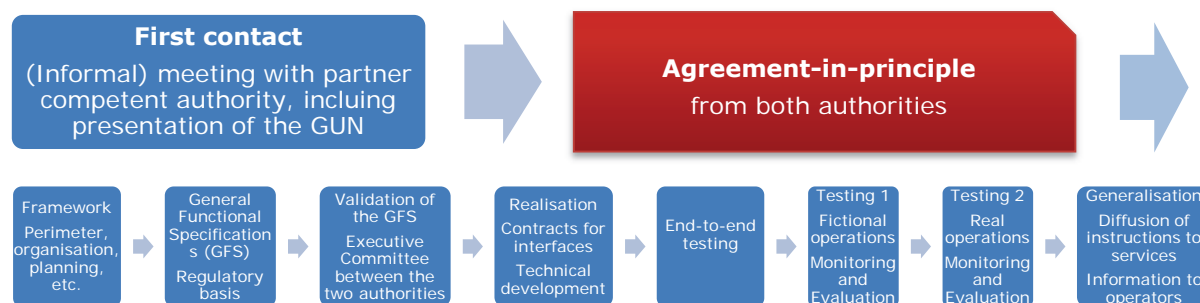 First contact
(Informal) meeting with partner
competent authority, incluing
presentation of the GUN
Agreement-in-principle
from both authorities
Framework
Perimeter,
organisation,
planning,
etc.
General
Functional
Specification
s (GFS)
Regulatory
basis
Validation of
the GFS
Executive
Committee
between the
two authorities
Realisation
Contracts for
interfaces
Technical
development
End-to-end
testing
Testing 1
Fictional
operations
Monitoring
and
Evaluation
Testing 2
Real
operations
Monitoring
and
Evaluation
Generalisation
Diffusion of
instructions to
services
Information to
operators